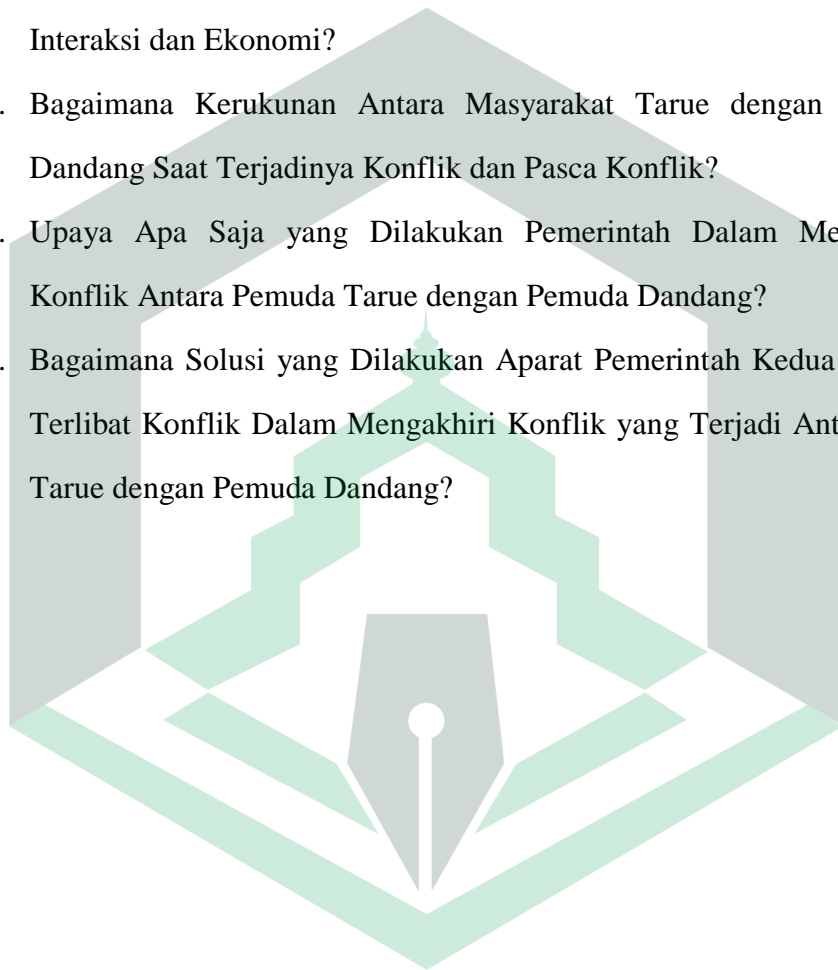 Interaksi dan Ekonomi?
. Bagaimana Kerukunan Antara Masyarakat Tarue dengan
Dandang Saat Terjadinya Konflik dan Pasca Konflik?
. Upaya Apa Saja yang Dilakukan Pemerintah Dalam Me
Konflik Antara Pemuda Tarue dengan Pemuda Dandang?
. Bagaimana Solusi yang Dilakukan Aparat Pemerintah Kedua
Terlibat Konflik Dalam Mengakhiri Konflik yang Terjadi Ant
Tarue dengan Pemuda Dandang?